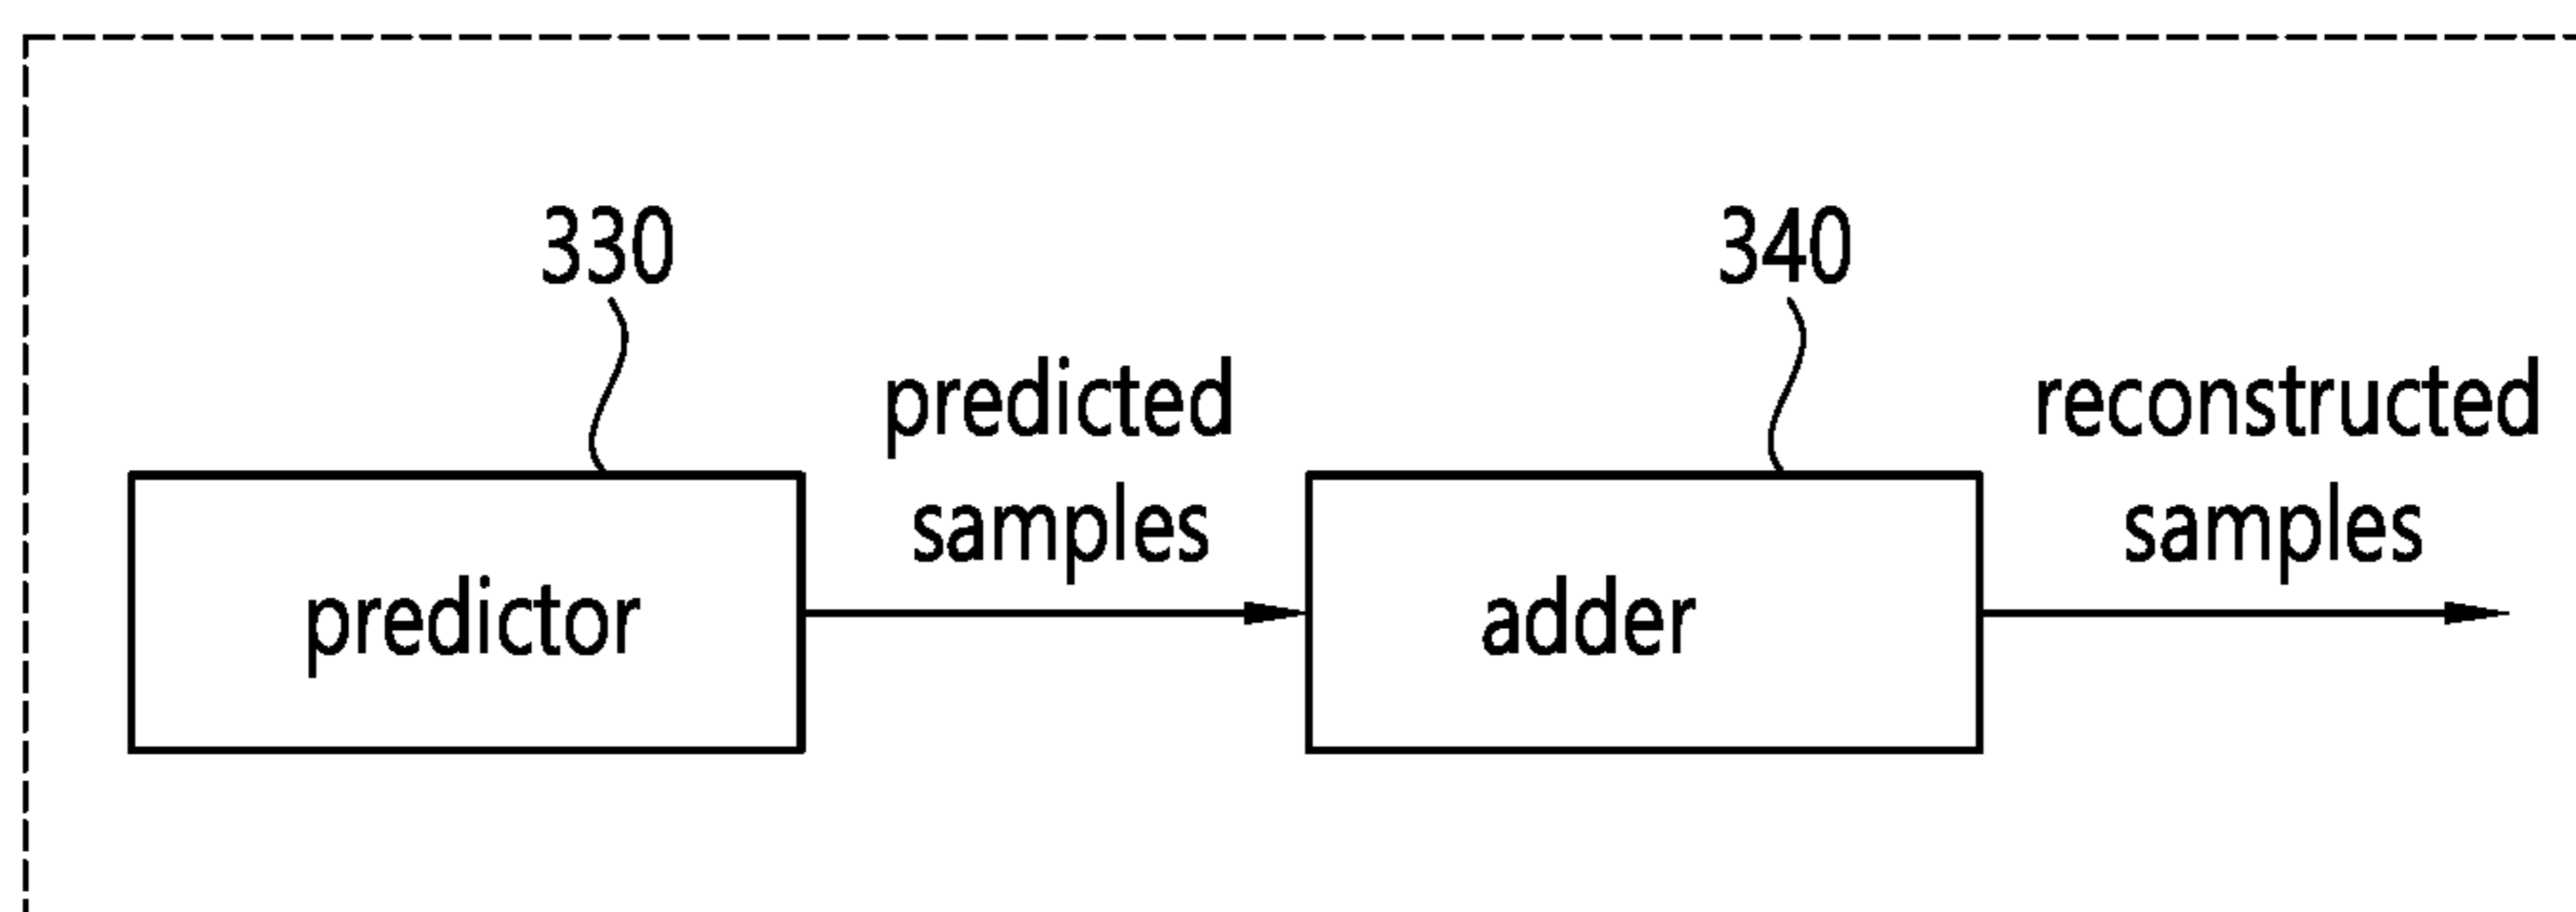 330
340
predicted
samples
reconstructed
samples
predictor
adder